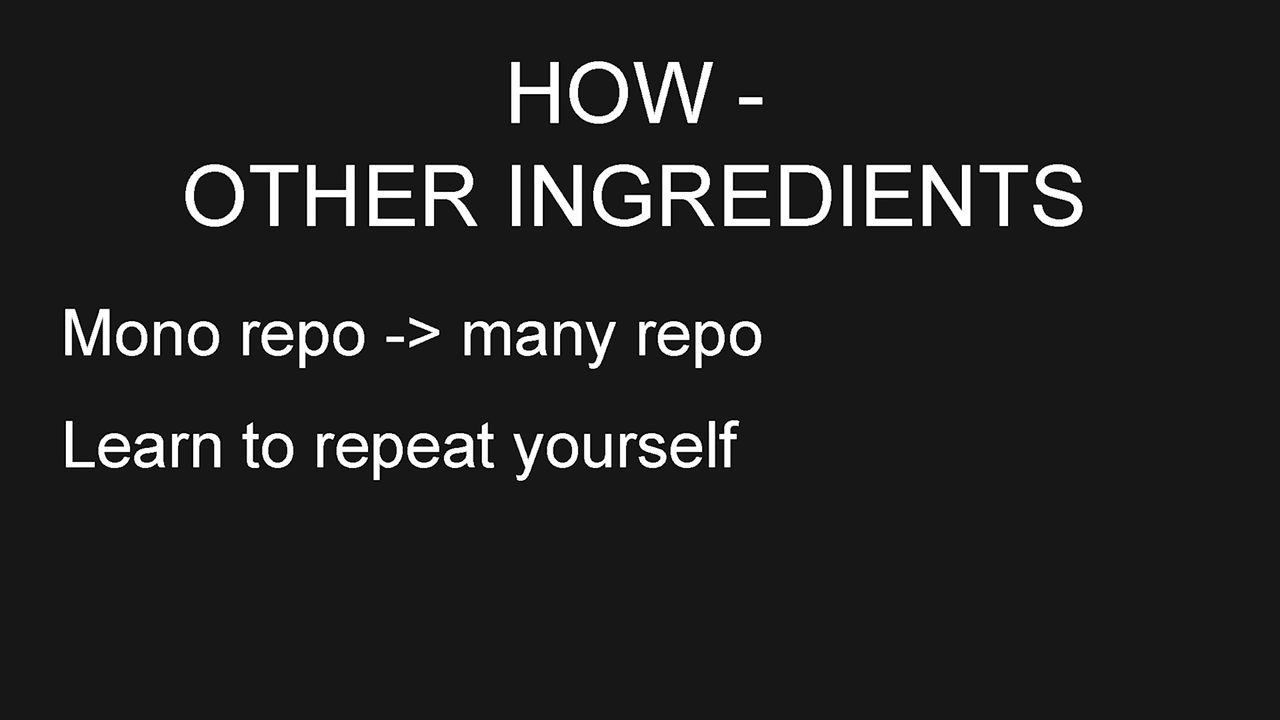 HOW -
OTHER INGREDIENTS
Mono repo -> many repo
Learn to repeat yourself